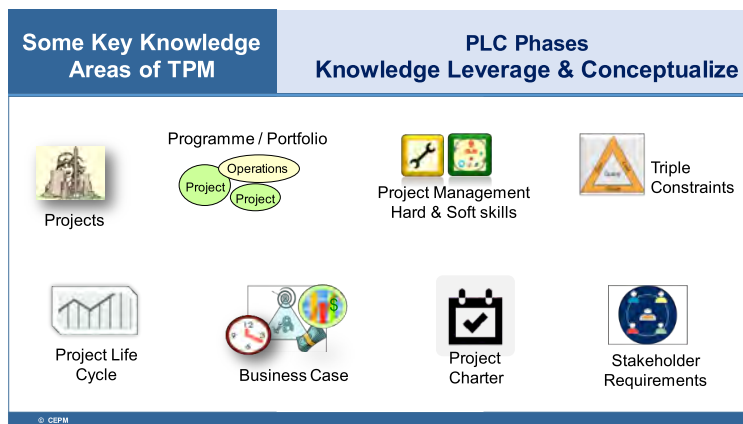 Some Key Knowledge
Areas of TPM
PLC Phases
Knowledge Leverage & Conceptualize
Projects
Programme / Portfolio
Operations
Project
Project
Project Management
Hard & Soft skills
Triple
Constraints
Project Life
Cycle
12
Business Case
$
Project
Charter
Stakeholder
Requirements
© CEPM